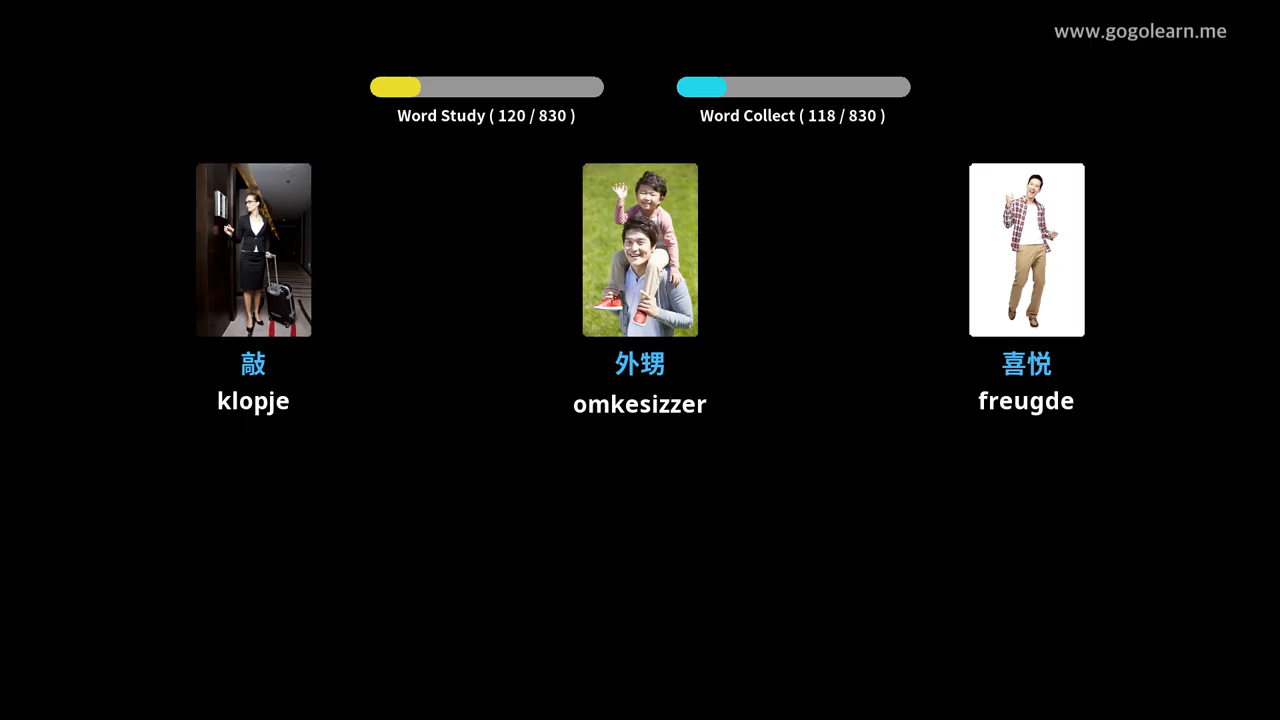 www.gogolearn.me
Word Study ( 120 / 830 )
Word Collect ( 118 / 830 )
敲
外甥
喜悦
klopje
omkesizzer
freugde